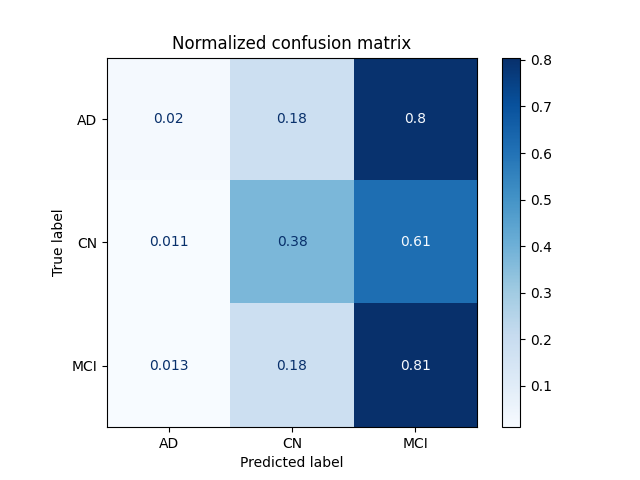 Normalized confusion matrix
AD 0.02 0.18 0.8
CN 0.011 0.38 0.61
MCI 0.013 0.18 0.81
AD CN MCI
Predicted label
True label
0.8
0.7
0.6
0.5
0.4
0.3
0.2
0.1